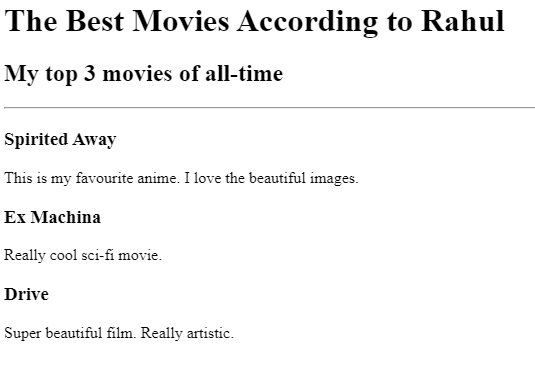 The Best Movies According to Rahul
My top 3 movies of all-time
Spirited Away
This is my favourite anime. I love the beautiful images.
Ex Machina
Really cool sci-fi movie.
Drive
Super beautiful film. Really artistic.